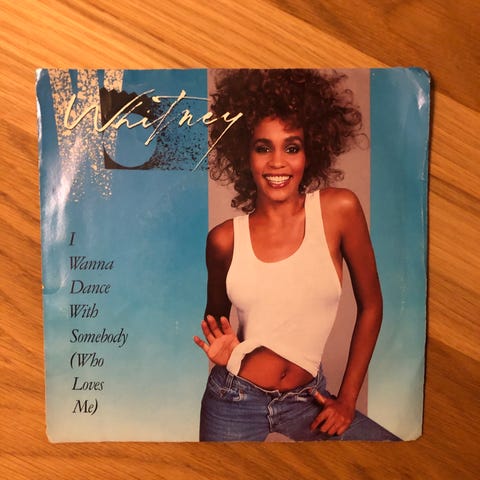 Whitney
I
Wanna
Dance
With
Somebody
(Who
Loves
Me)